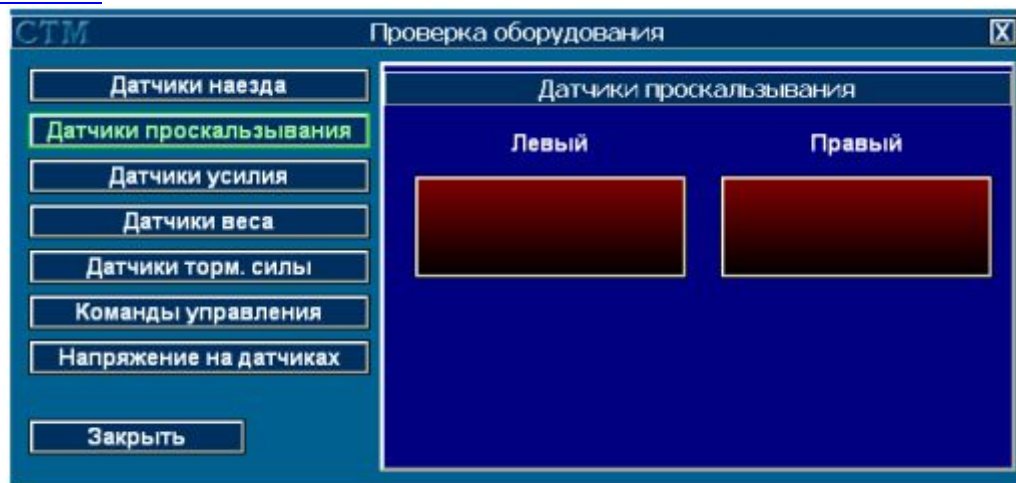 СТМ
Проверка оборудования
X
Датчики наезда
Датчики проскальзывания
Датчики усилия
Датчики веса
Датчики торм. силы
Команды управления
Напряжение на датчиках
Закрыть
Датчики проскальзывания
Левый
Правый